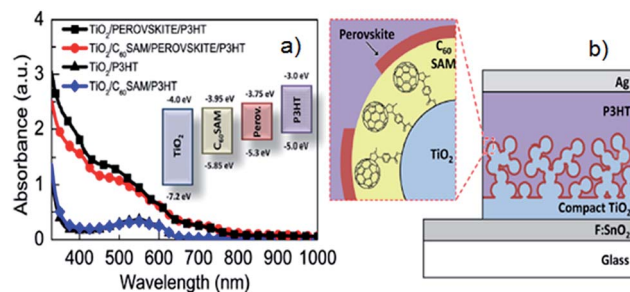 a)
TiO2/PEROVSKITE/P3HT
TiO2/C60SAM/PEROVSKITE/P3HT
TiO2/P3HT
TiO2/C60SAM/P3HT
-4.0 eV
-3.95 eV
-3.75 eV
-3.0 eV
TiO2
C60SAM
Perov.
P3HT
-7.2 eV
-5.85 eV
-5.3 eV
-5.0 eV
Absorbance (a.u.)
4
3
2
1
0
400 500 600 700 800 900 1000
Wavelength (nm)
b)
Perovskite
C60
SAM
TiO2
Ag
P3HT
Compact TiO2
F:SnO2
Glass